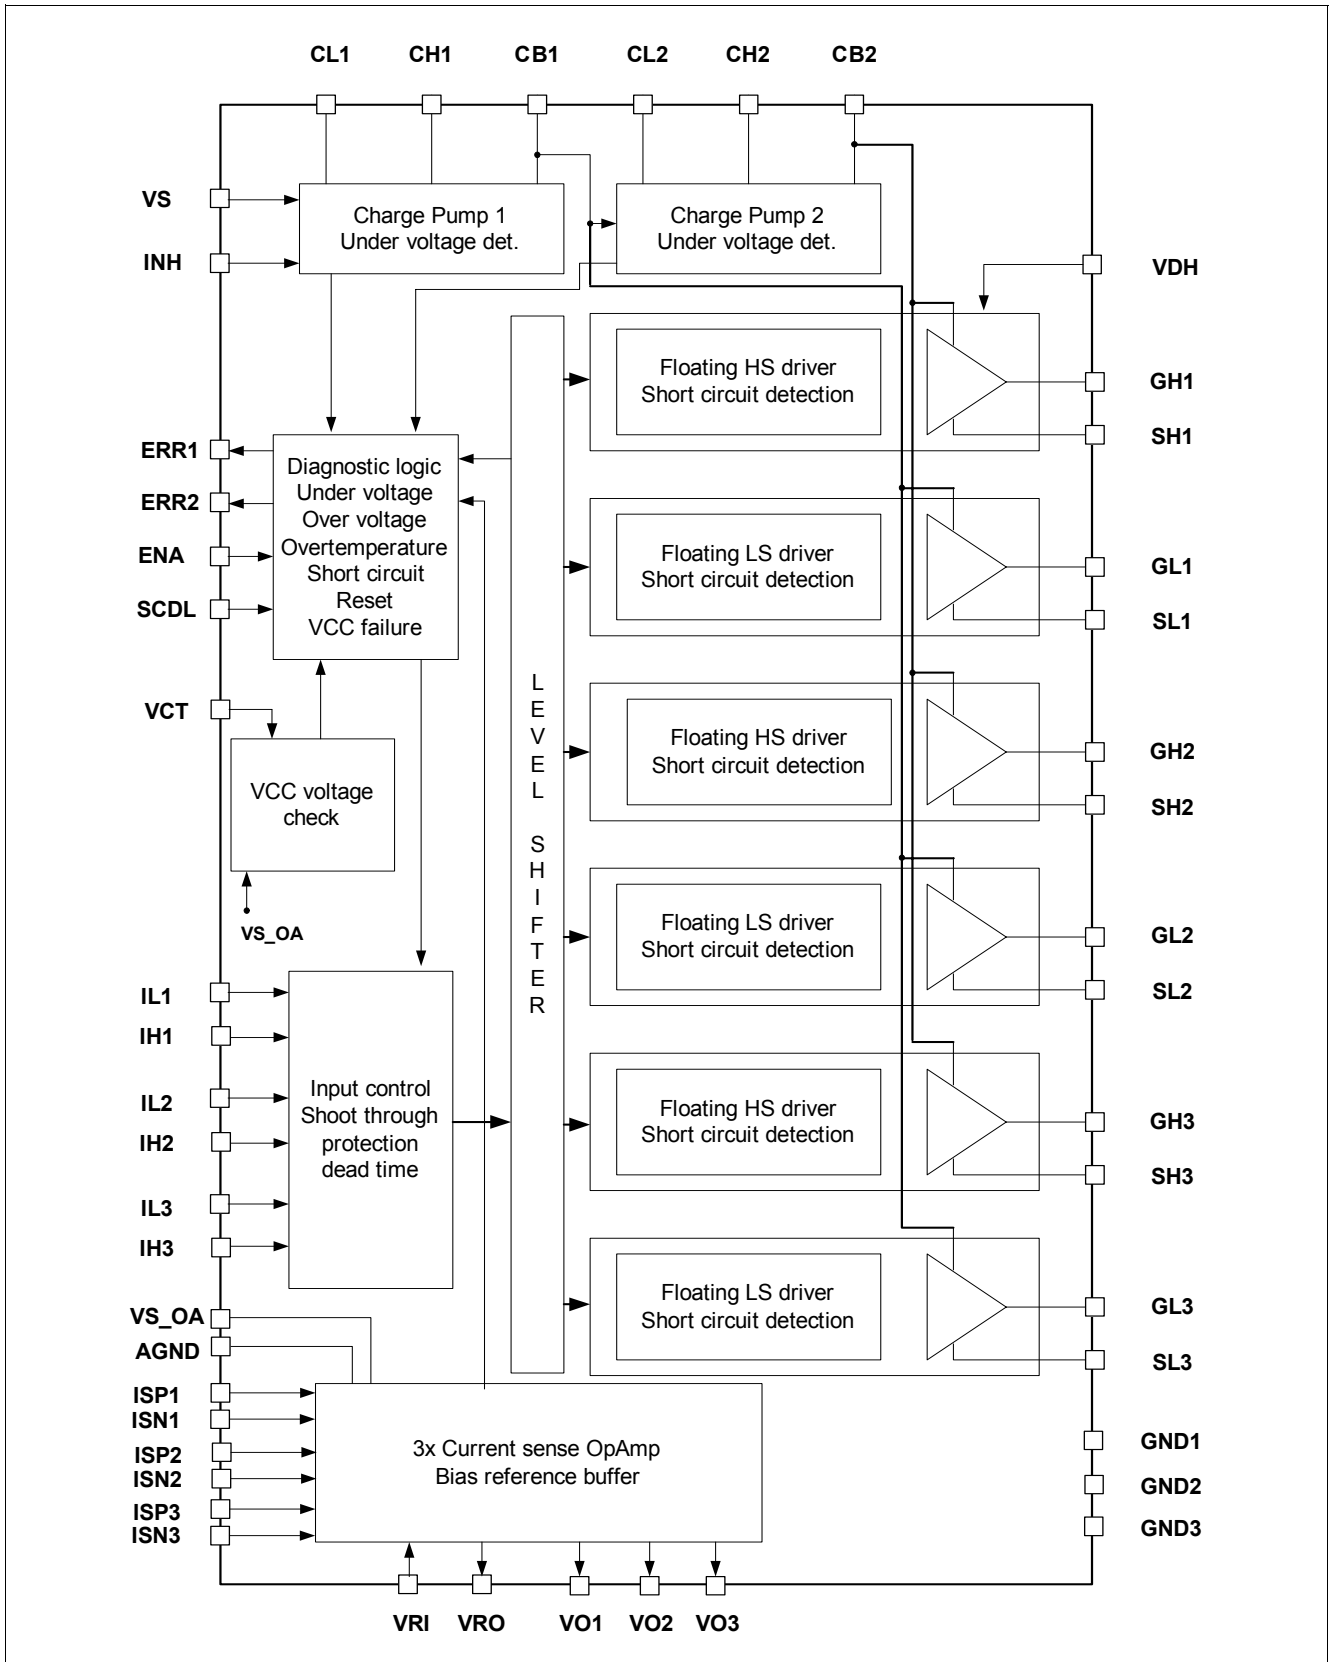 CL1 CH1 CB1 CL2 CH2 CB2
VS
INH
Charge Pump 1
Under voltage det.
Charge Pump 2
Under voltage det.
VDH
ERR1
ERR2
ENA
SCDL
Diagnostic logic
Under voltage
Over voltage
Overtemperature
Short circuit
Reset
VCC failure
VCT
VCC voltage
check
VS_OA
IL1
IH1
IL2
IH2
IL3
IH3
Input control
Shoot through
protection
dead time
L
E
V
E
L
S
H
I
F
T
E
R
Floating HS driver
Short circuit detection
GH1
SH1
Floating LS driver
Short circuit detection
GL1
SL1
Floating HS driver
Short circuit detection
GH2
SH2
Floating LS driver
Short circuit detection
GL2
SL2
Floating HS driver
Short circuit detection
GH3
SH3
Floating LS driver
Short circuit detection
GL3
SL3
VS_OA
AGND
ISP1
ISN1
ISP2
ISN2
ISP3
ISN3
3x Current sense OpAmp
Bias reference buffer
GND1
GND2
GND3
VRI VRO VO1 VO2 VO3